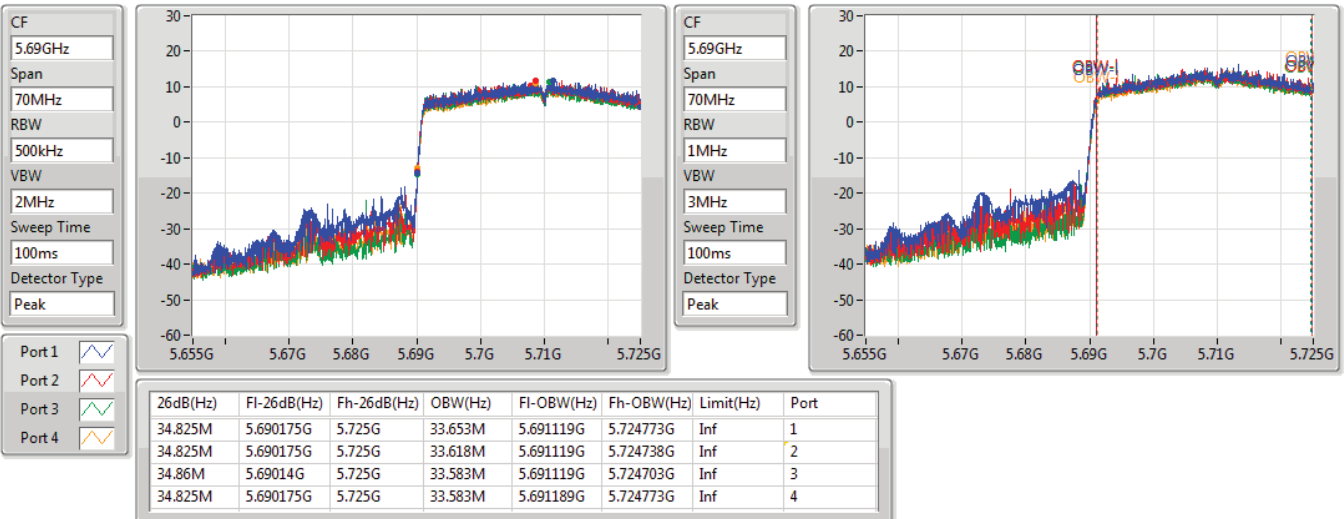 CF
5.69GHz
Span
70MHz
RBW
500kHz
VBW
2MHz
Sweep Time
100ms
Detector Type
Peak
30
20
10
0
-10
-20
-30
-40
-50
-60
5.655G 5.67G 5.68G 5.69G 5.7G 5.71G 5.725G
CF
5.69GHz
Span
70MHz
RBW
1MHz
VBW
3MHz
Sweep Time
100ms
Detector Type
Peak
30
20
10
0
-10
-20
-30
-40
-50
-60
OBW-
5.655G 5.67G 5.68G 5.69G 5.7G 5.71G 5.725G
Port 1
Port 2
Port 3
Port 4
26dB(Hz) Fl-26dB(Hz) Fh-26dB(Hz) OBW(Hz) Fl-OBW(Hz) Fh-OBW(Hz) Limit(Hz) Port
34.825M 5.690175G 5.725G 33.653M 5.691119G 5.724773G Inf 1
34.825M 5.690175G 5.725G 33.618M 5.691119G 5.724738G Inf 2
34.86M 5.69014G 5.725G 33.583M 5.691119G 5.724703G Inf 3
34.825M 5.690175G 5.725G 33.583M 5.691189G 5.724773G Inf 4